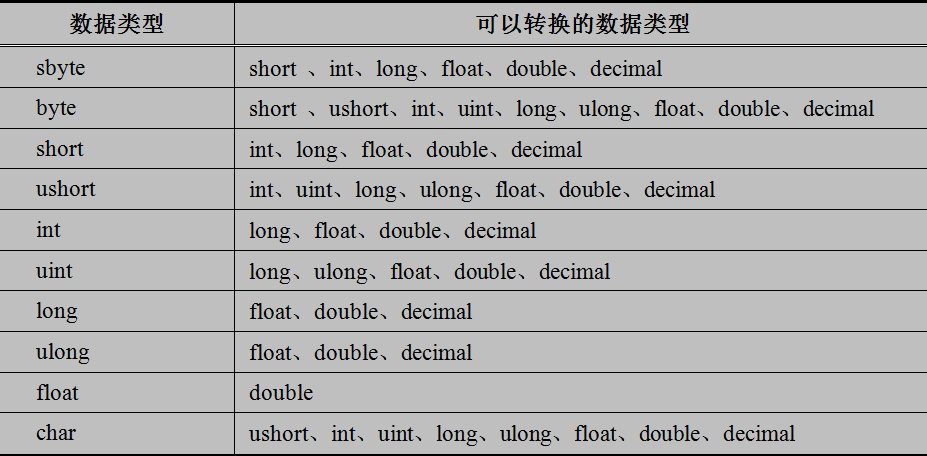 数据类型 可以转换的数据类型
sbyte short 、int、long、float、double、decimal
byte short 、ushort、int、uint、long、ulong、float、double、decimal
short int、long、float、double、decimal
ushort int、uint、long、ulong、float、double、decimal
int long、float、double、decimal
uint long、ulong、float、double、decimal
long float、double、decimal
ulong float、double、decimal
float double
char ushort、int、uint、long、ulong、float、double、decimal